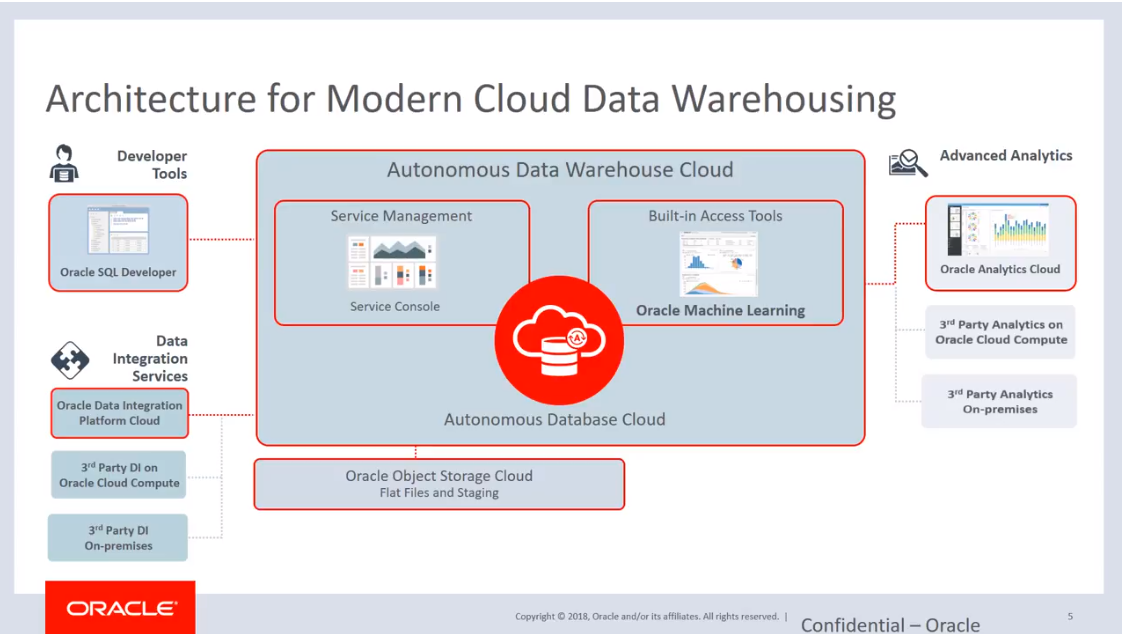 Architecture for Modern Cloud Data Warehousing
Developer
Tools
Oracle SQL Developer
Data
Integration
Services
Oracle Data Integration
Platform Cloud
3rd Party DI on
Oracle Cloud Compute
3rd Party DI
On-premises
Autonomous Data Warehouse Cloud
Service Management
Service Console
Built-in Access Tools
Oracle Machine Learning
A
Autonomous Database Cloud
Oracle Object Storage Cloud
Flat Files and Staging
Advanced Analytics
Oracle Analytics Cloud
3rd Party Analytics on
Oracle Cloud Compute
3rd Party Analytics
On-premises
ORACLE®
Copyright © 2018, Oracle and/or its affiliates. All rights reserved. |
Confidential – Oracle
5